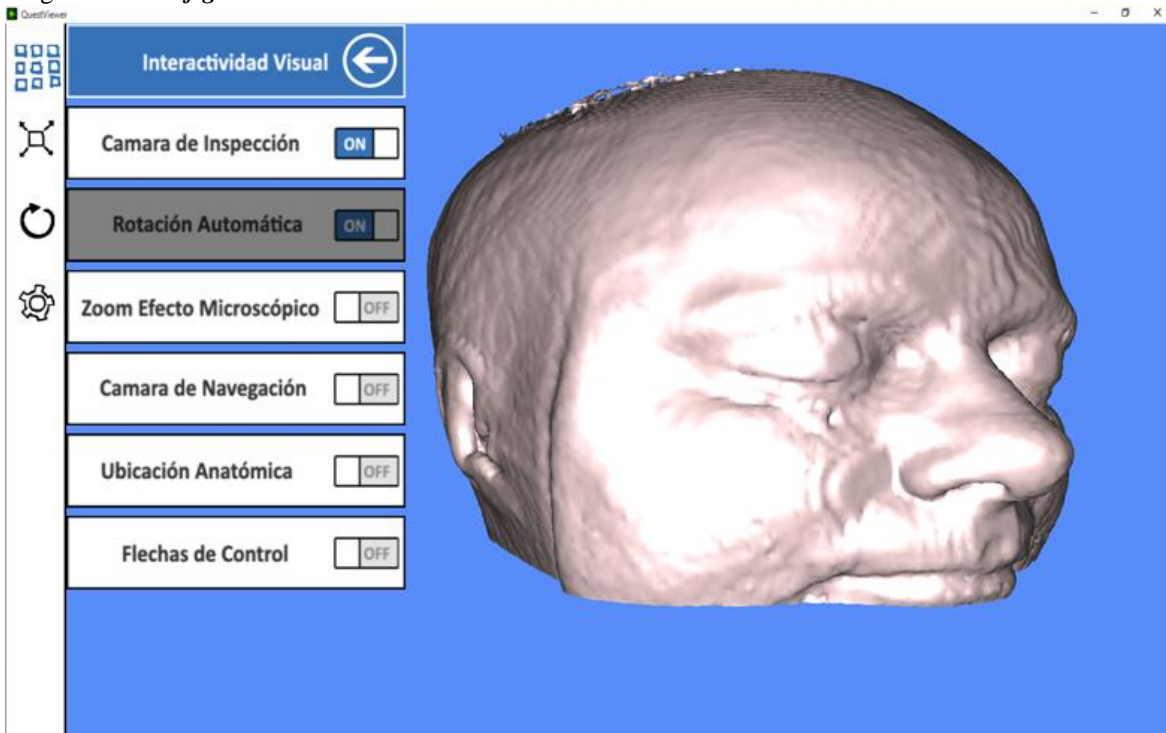 QuestViewer
Interactividad Visual
Camara de Inspección ON
Rotación Automática ON
Zoom Efecto Microscópico OFF
Camara de Navegación OFF
Ubicación Anatómica OFF
Flechas de Control OFF